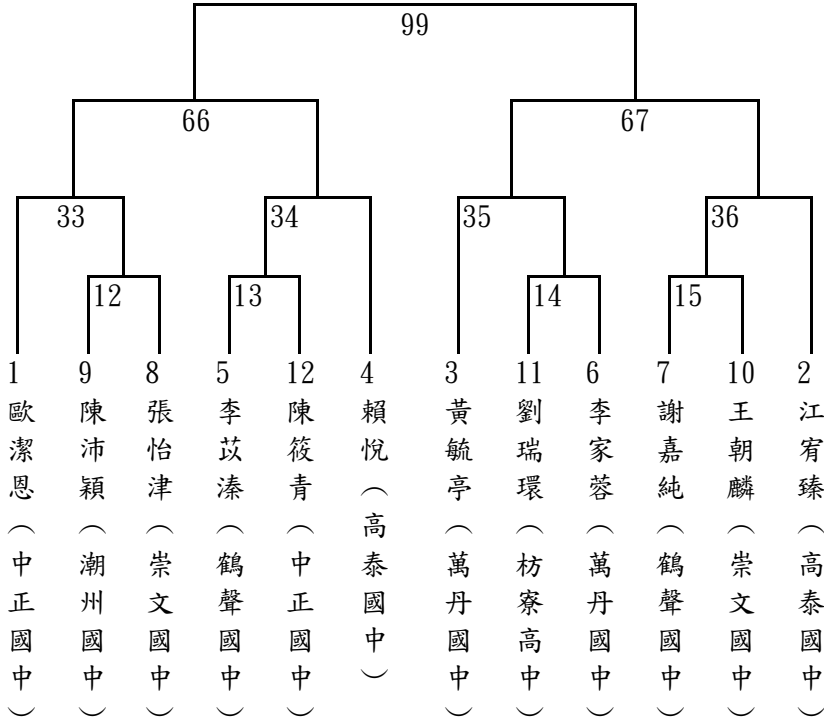 99
66
67
33
34
35
36
12
13
14
15
1
9
8
5
12
4
3
11
6
7
10
2
歐潔恩（中正國中）
陳沛穎（潮州國中）
張怡津（崇文國中）
李苡溱（鶴聲國中）
陳筱青（中正國中）
賴悅（高泰國中）
黃毓亭（萬丹國中）
劉瑞環（枋寮高中）
李家蓉（萬丹國中）
謝嘉純（鶴聲國中）
王朝麟（崇文國中）
江宥臻（高泰國中）